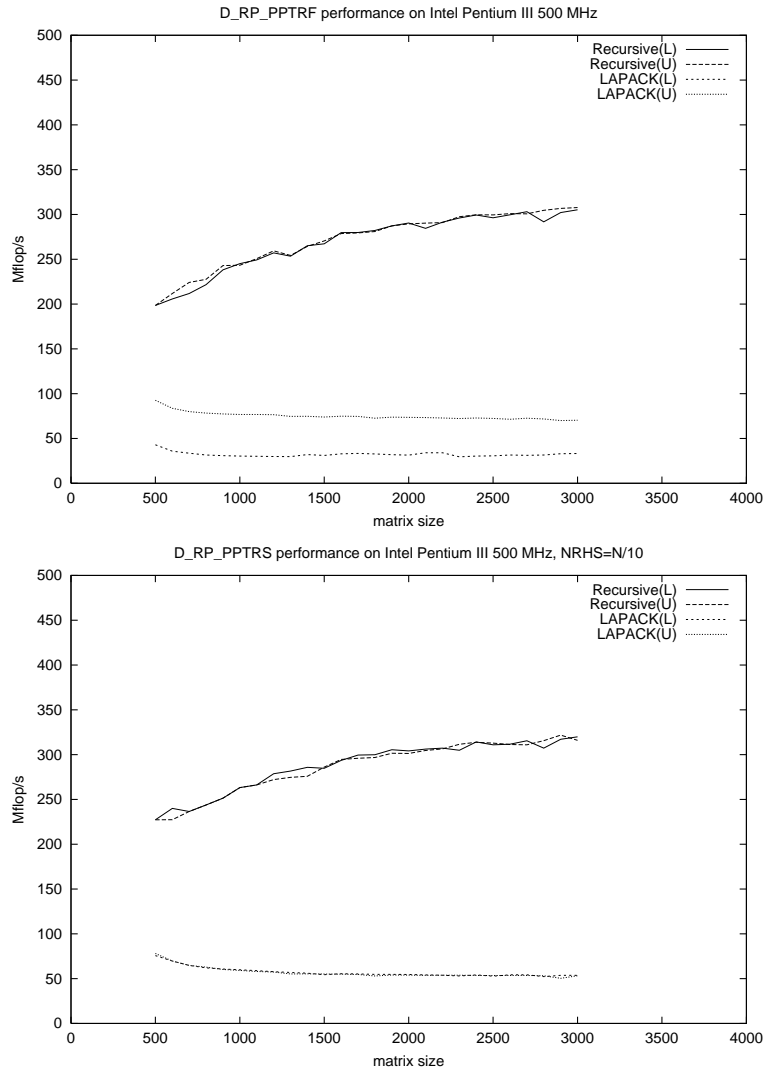 D_RP_PPTRF performance on Intel Pentium III 500 MHz
500
450
400
350
300
250
200
150
100
50
0
Mflop/s
Recursive(L)
Recursive(U)
LAPACK(L)
LAPACK(U)
0 500 1000 1500 2000 2500 3000 3500 4000
matrix size
D_RP_PPTRS performance on Intel Pentium III 500 MHz, NRHS=N/10
500
450
400
350
300
250
200
150
100
50
0
Mflop/s
Recursive(L)
Recursive(U)
LAPACK(L)
LAPACK(U)
0 500 1000 1500 2000 2500 3000 3500 4000
matrix size